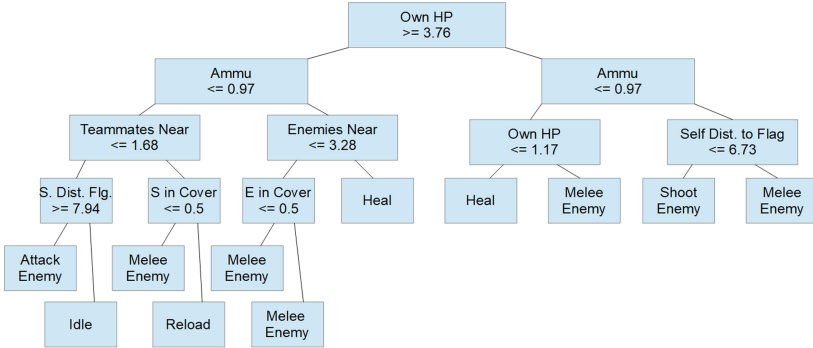 Own HP
>= 3.76
Ammu
<= 0.97
Ammu
<= 0.97
Teammates Near
<= 1.68
Enemies Near
<= 3.28
Own HP
<= 1.17
Self Dist. to Flag
<= 6.73
S. Dist. Flg.
>= 7.94
S in Cover
<= 0.5
E in Cover
<= 0.5
Heal
Heal
Melee
Enemy
Shoot
Enemy
Melee
Enemy
Attack
Enemy
Melee
Enemy
Melee
Enemy
Idle
Reload
Melee
Enemy